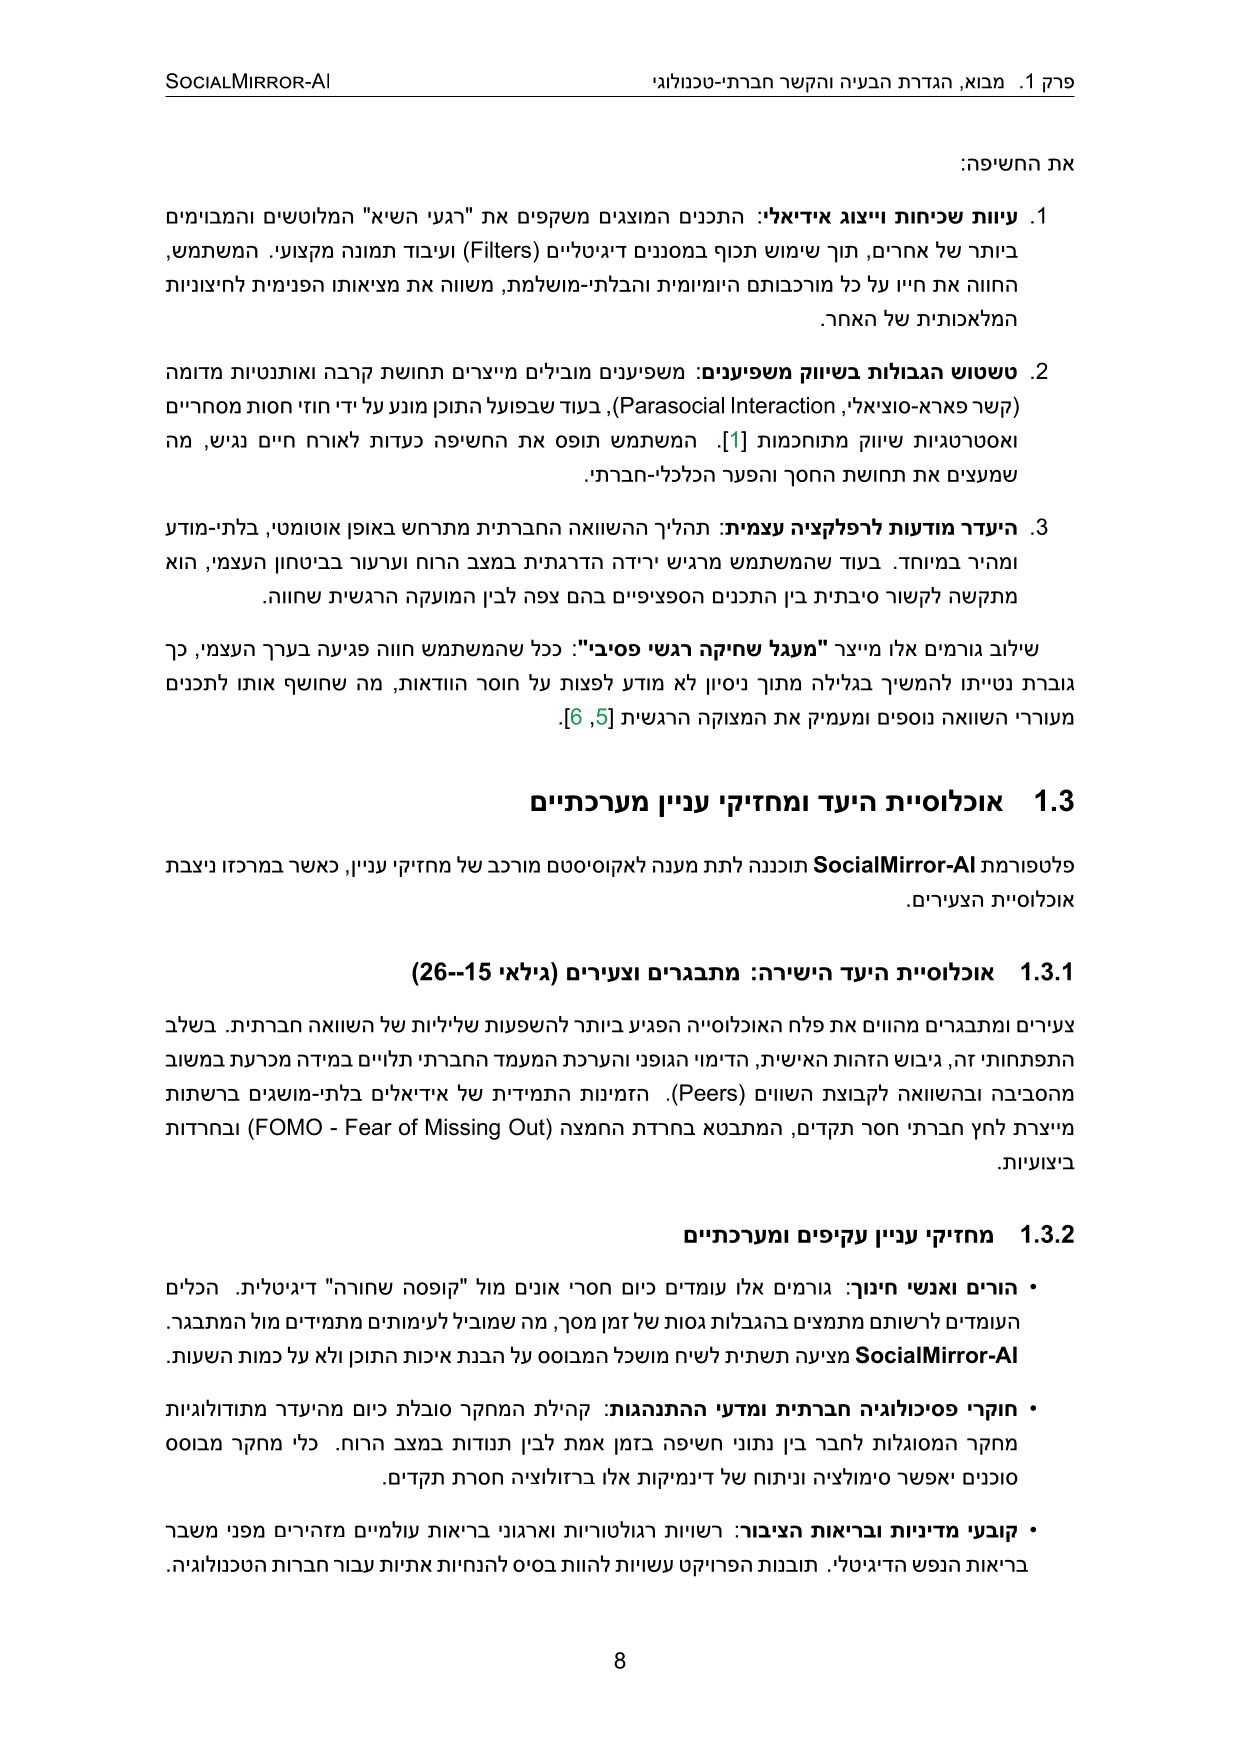 פרק 1. מבוא, הגדרת הבעיה והקשר חברתי-טכנולוגי SOCIALMIRROR-AI
את החשיפה:
1. עיוות שכיחות וייצוג אידיאלי: התכנים המוצגים משקפים את "רגעי השיא" המלוטשים והמבוימים
ביותר של אחרים, תוך שימוש תכוף במסננים דיגיטליים (Filters) ועיבוד תמונה מקצועי. המשתמש,
החווה את חייו על כל מורכבותם היומיומית והבלתי-מושלמת, משווה את מציאותו הפנימית לחיצוניות
המלאכותית של האחר.
2. טשטוש הגבולות בשיווק משפיענים: משפיענים מובילים מייצרים תחושת קרבה ואותנטיות מדומה
(קשר פארא-סוציאלי, Parasocial Interaction), בעוד שבפועל התוכן מונע על ידי חוזי חסות מסחריים
ואסטרטגיות שיווק מתוחכמות [1]. המשתמש תופס את החשיפה כעדות לאורח חיים נגיש, מה
שמעצים את תחושת החסך והפער הכלכלי-חברתי.
3. היעדר מודעות לרפלקציה עצמית: תהליך ההשוואה החברתית מתרחש באופן אוטומטי, בלתי-מודע
ומהיר במיוחד. בעוד שהמשתמש מרגיש ירידה הדרגתית במצב הרוח וערעור בביטחון העצמי, הוא
מתקשה לקשור סיבתית בין התכנים הספציפיים בהם צפה לבין המועקה הרגשית שחווה.
שילוב גורמים אלו מייצר "מעגל שחיקה רגשי פסיבי": ככל שהמשתמש חווה פגיעה בערך העצמי, כך
גוברת נטייתו להמשיך בגלילה מתוך ניסיון לא מודע לפצות על חוסר הוודאות, מה שחושף אותו לתכנים
מעוררי השוואה נוספים ומעמיק את המצוקה הרגשית [5, 6].
1.3 אוכלוסיית היעד ומחזיקי עניין מערכתיים
פלטפורמת SocialMirror-AI תוכננה לתת מענה לאקוסיסטם מורכב של מחזיקי עניין, כאשר במרכזו ניצבת
אוכלוסיית הצעירים.
1.3.1 אוכלוסיית היעד הישירה: מתבגרים וצעירים (גילאי 15--26)
צעירים ומתבגרים מהווים את פלח האוכלוסייה הפגיע ביותר להשפעות שליליות של השוואה חברתית. בשלב
התפתחותי זה, גיבוש הזהות האישית, הדימוי הגופני והערכת המעמד החברתי תלויים במידה מכרעת במשוב
מהסביבה ובהשוואה לקבוצת השווים (Peers). הזמינות התמידית של אידיאלים בלתי-מושגים ברשתות
מייצרת לחץ חברתי חסר תקדים, המתבטא בחרדת החמצה (FOMO - Fear of Missing Out) ובחרדות
ביצועיות.
1.3.2 מחזיקי עניין עקיפים ומערכתיים
• הורים ואנשי חינוך: גורמים אלו עומדים כיום חסרי אונים מול "קופסה שחורה" דיגיטלית. הכלים
העומדים לרשותם מתמצים בהגבלות גסות של זמן מסך, מה שמוביל לעימותים מתמידים מול המתבגר.
SocialMirror-AI מציעה תשתית לשיח מושכל המבוסס על הבנת איכות התוכן ולא על כמות השעות.
• חוקרי פסיכולוגיה חברתית ומדעי ההתנהגות: קהילת המחקר סובלת כיום מהיעדר מתודולוגיות
מחקר המסוגלות לחבר בין נתוני חשיפה בזמן אמת לבין תנודות במצב הרוח. כלי מחקר מבוסס
סוכנים יאפשר סימולציה וניתוח של דינמיקות אלו ברזולוציה חסרת תקדים.
• קובעי מדיניות ובריאות הציבור: רשויות רגולטוריות וארגוני בריאות עולמיים מזהירים מפני משבר
בריאות הנפש הדיגיטלי. תובנות הפרויקט עשויות להוות בסיס להנחיות אתיות עבור חברות הטכנולוגיה.
8